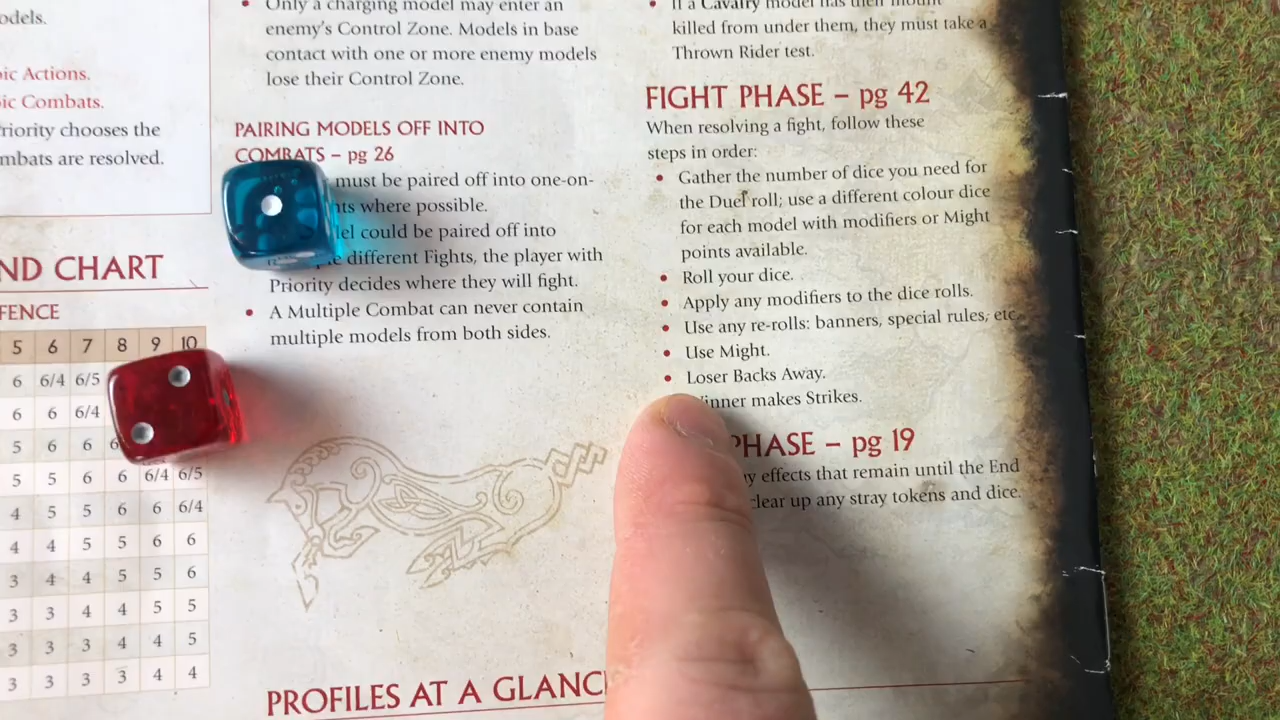 odels.
ic Actions.
ic Combats.
riority chooses the
mbats are resolved.
ND CHART
FENCE
5 6 7 8 9 10
6 6/4 6/5
6 6 6/4
5 6 6 6
5 5 6 6 6/4 6/5
4 5 5 6 6 6/4
4 4 5 5 6 6
3 4 4 5 5 6
3 3 4 4 5 5
3 3 3 4 4 5
3 3 3 3 4 4
• Only a charging model may enter an
enemy's Control Zone. Models in base
contact with one or more enemy models
lose their Control Zone.
PAIRING MODELS OFF INTO
COMBATS – pg 26
must be paired off into one-on-
nts where possible.
el could be paired off into
different Fights, the player with
Priority decides where they will fight.
• A Multiple Combat can never contain
multiple models from both sides.
• If a Cavalry model has their mount
killed from under them, they must take a
Thrown Rider test.
FIGHT PHASE – pg 42
When resolving a fight, follow these
steps in order:
• Gather the number of dice you need for
the Duel roll; use a different colour dice
for each model with modifiers or Might
points available.
• Roll your dice.
• Apply any modifiers to the dice rolls.
• Use any re-rolls: banners, special rules, etc.
• Use Might.
• Loser Backs Away.
inner makes Strikes.
PHASE – pg 19
y effects that remain until the End
clear up any stray tokens and dice.
PROFILES AT A GLANC